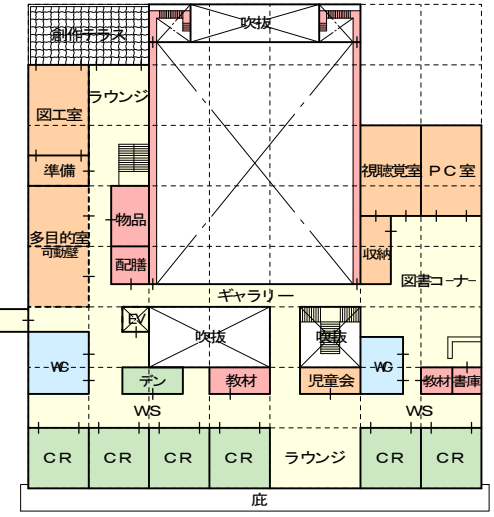 吹抜
創作テラス
ラウンジ
図工室
準備
視聴覚室
PC室
物品
多目的室
可動壁
配膳
収納
図書コーナー
ギャラリー
EV
吹抜
吹抜
WC
WC
デン
教材
児童会
教材
書庫
WS
WS
CR
CR
CR
CR
ラウンジ
CR
CR
庇